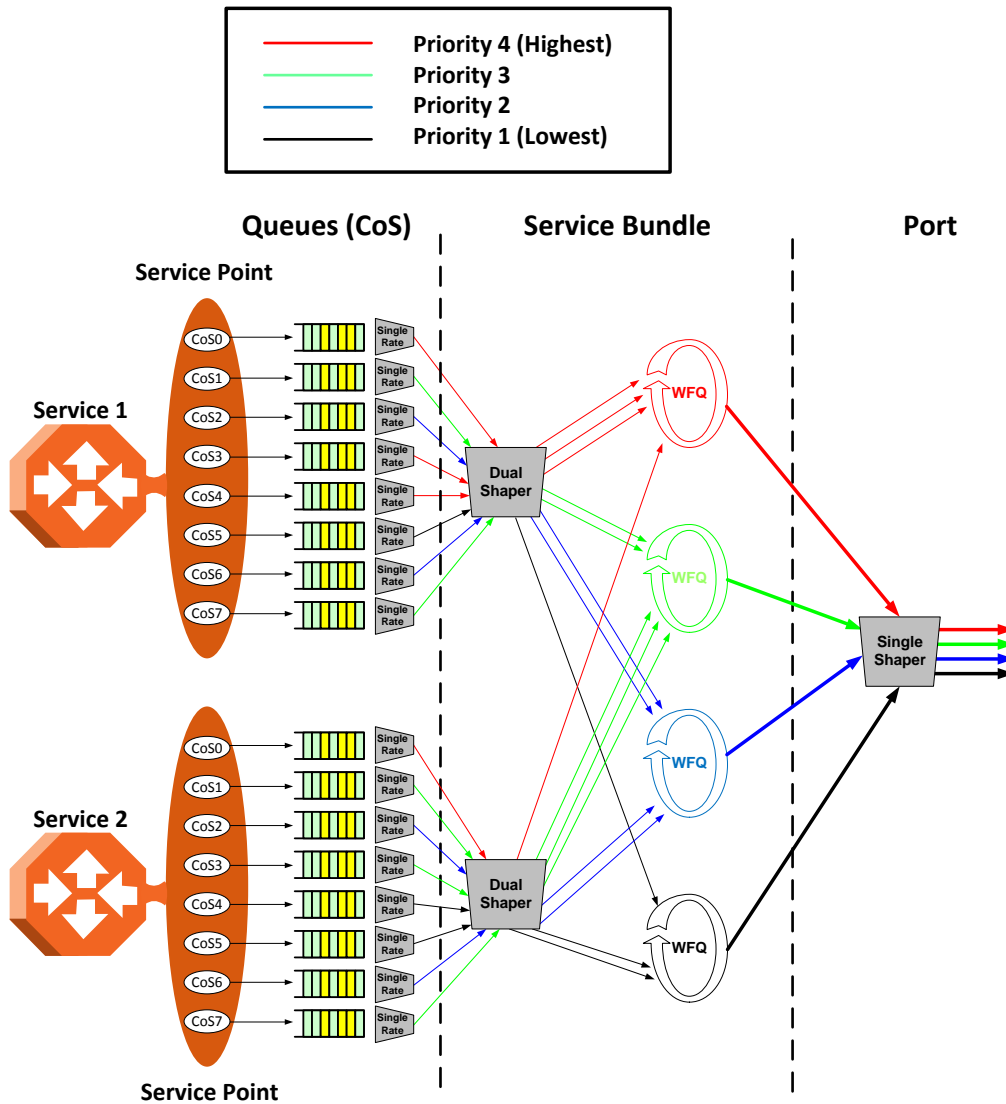 Priority 4 (Highest)
Priority 3
Priority 2
Priority 1 (Lowest)
Queues (CoS)
Service Bundle
Port
Service Point
Service 1
CoS0
CoS1
CoS2
CoS3
CoS4
CoS5
CoS6
CoS7
Single
Rate
Single
Rate
Single
Rate
Single
Rate
Single
Rate
Single
Rate
Single
Rate
Single
Rate
Dual
Shaper
WFQ
WFQ
WFQ
WFQ
Single
Shaper
Service 2
CoS0
CoS1
CoS2
CoS3
CoS4
CoS5
CoS6
CoS7
Single
Rate
Single
Rate
Single
Rate
Single
Rate
Single
Rate
Single
Rate
Single
Rate
Single
Rate
Dual
Shaper
Service Point